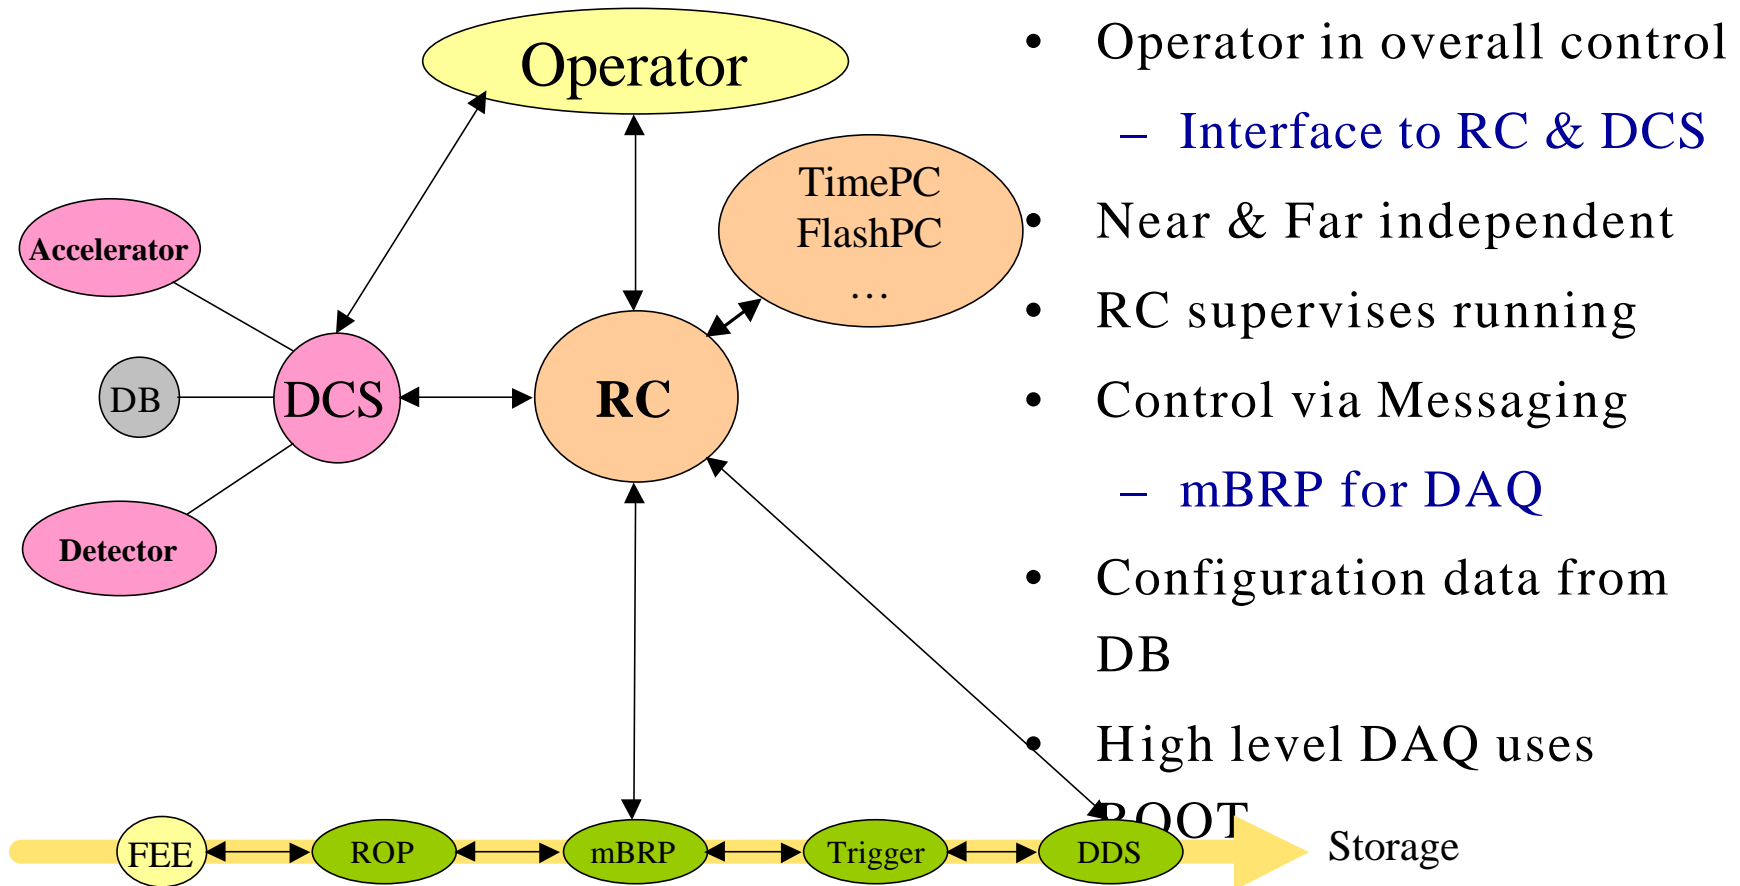 Operator
TimePC
FlashPC
…
Accelerator
DB
DCS
RC
Detector
FEE
ROP
mBRP
Trigger
DDS
Storage
• Operator in overall control
– Interface to RC & DCS
• Near & Far independent
• RC supervises running
• Control via Messaging
– mBRP for DAQ
• Configuration data from
DB
• High level DAQ uses
ROOT